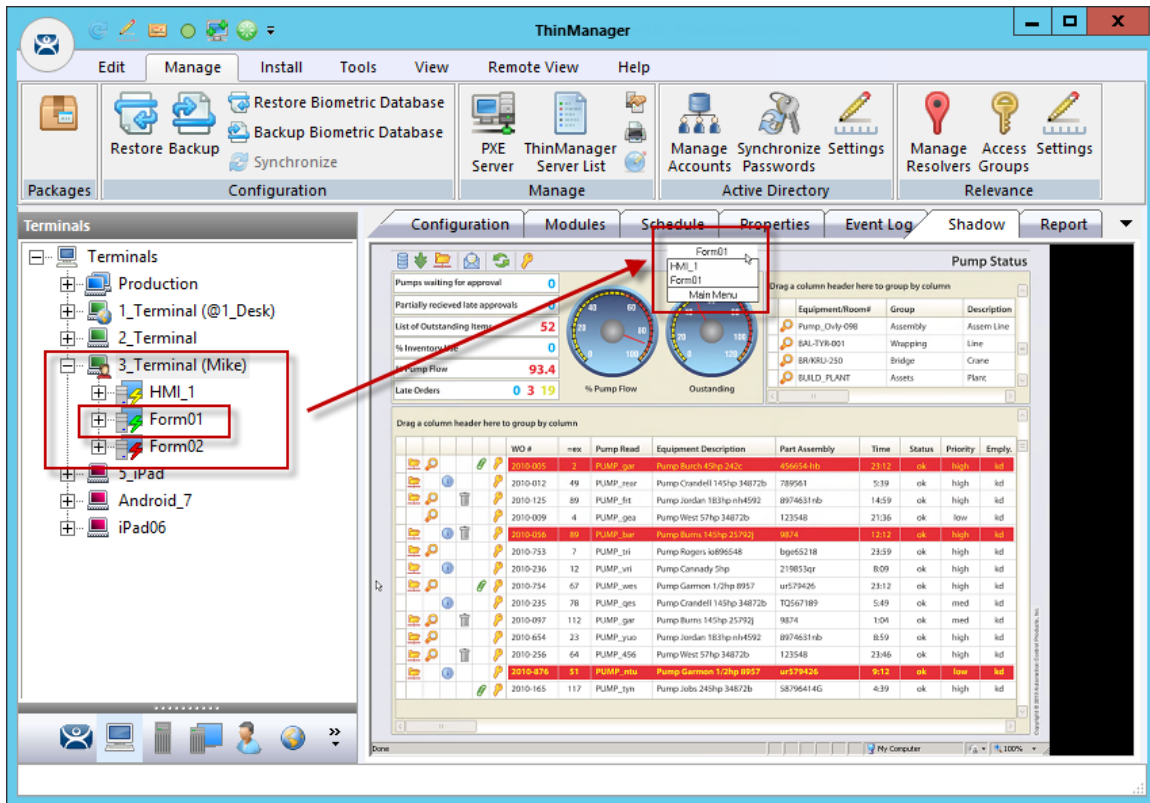 ThinManager
Edit Manage Install Tools View Remote View Help
Restore Biometric Database
Backup Biometric Database
Synchronize
Restore Backup
PXE Server
ThinManager Server List
Manage Accounts
Synchronize Passwords
Settings
Manage Resolvers
Access Groups
Settings
Packages Configuration Manage Active Directory Relevance
Terminals
Configuration Modules Schedule Properties Event Log Shadow Report
Terminals
Production
1_Terminal (@1_Desk)
2_Terminal
3_Terminal (Mike)
HMI_1
Form01
Form02
5_iPad
Android_7
iPad06
Form01
HMI_1
Form01
Main Menu
Pump Status
Pumps waiting for approval 0
Partially recieved late approvals 0
List of Outstanding Items 52
% Inventory Use 0
Pump Flow 93.4
Late Orders 0 3 19
% Pump Flow
Oustanding
Drag a column header here to group by column
Equipment/Room# Group Description
Pump_Ovly-098 Assembly Assem Line
BAL-TYR-001 Wrapping Line
BR/KRU-250 Bridge Crane
BUILD_PLANT Assets Plant
Drag a column header here to group by column
WO # =ex Pump Read Equipment Description Part Assembly Time Status Priority Emply.
2010-005 2 PUMP_gar Pump Burch 45hp 242c 456654-hb 23:12 ok high kd
2010-012 49 PUMP_rear Pump Crandell 145hp 34872b 789561 5:39 ok high kd
2010-125 89 PUMP_frt Pump Jordan 183hp nh4592 8974631nb 14:59 ok high kd
2010-009 4 PUMP_gea Pump West 57hp 34872b 123548 21:36 ok low kd
2010-056 89 PUMP_bar Pump Burns 145hp 25792j 9874 12:12 ok high kd
2010-753 7 PUMP_tri Pump Rogers io896548 bge65218 23:59 ok high kd
2010-236 12 PUMP_vri Pump Cannady 5hp 219853qr 8:09 ok high kd
2010-754 67 PUMP_wes Pump Garmon 1/2hp 8957 ur579426 23:12 ok high kd
2010-235 78 PUMP_qes Pump Crandell 145hp 34872b TQ567189 5:49 ok med kd
2010-097 112 PUMP_gar Pump Burns 145hp 25792j 9874 1:04 ok med kd
2010-654 23 PUMP_yuo Pump Jordan 183hp nh4592 8974631nb 8:59 ok high kd
2010-256 64 PUMP_456 Pump West 57hp 34872b 123548 23:46 ok high kd
2010-876 51 PUMP_ntu Pump Garmon 1/2hp 8957 ur579426 9:12 ok low kd
2010-165 117 PUMP_tyn Pump Jobs 245hp 34872b 58796414G 4:39 ok high kd
Done My Computer 100%